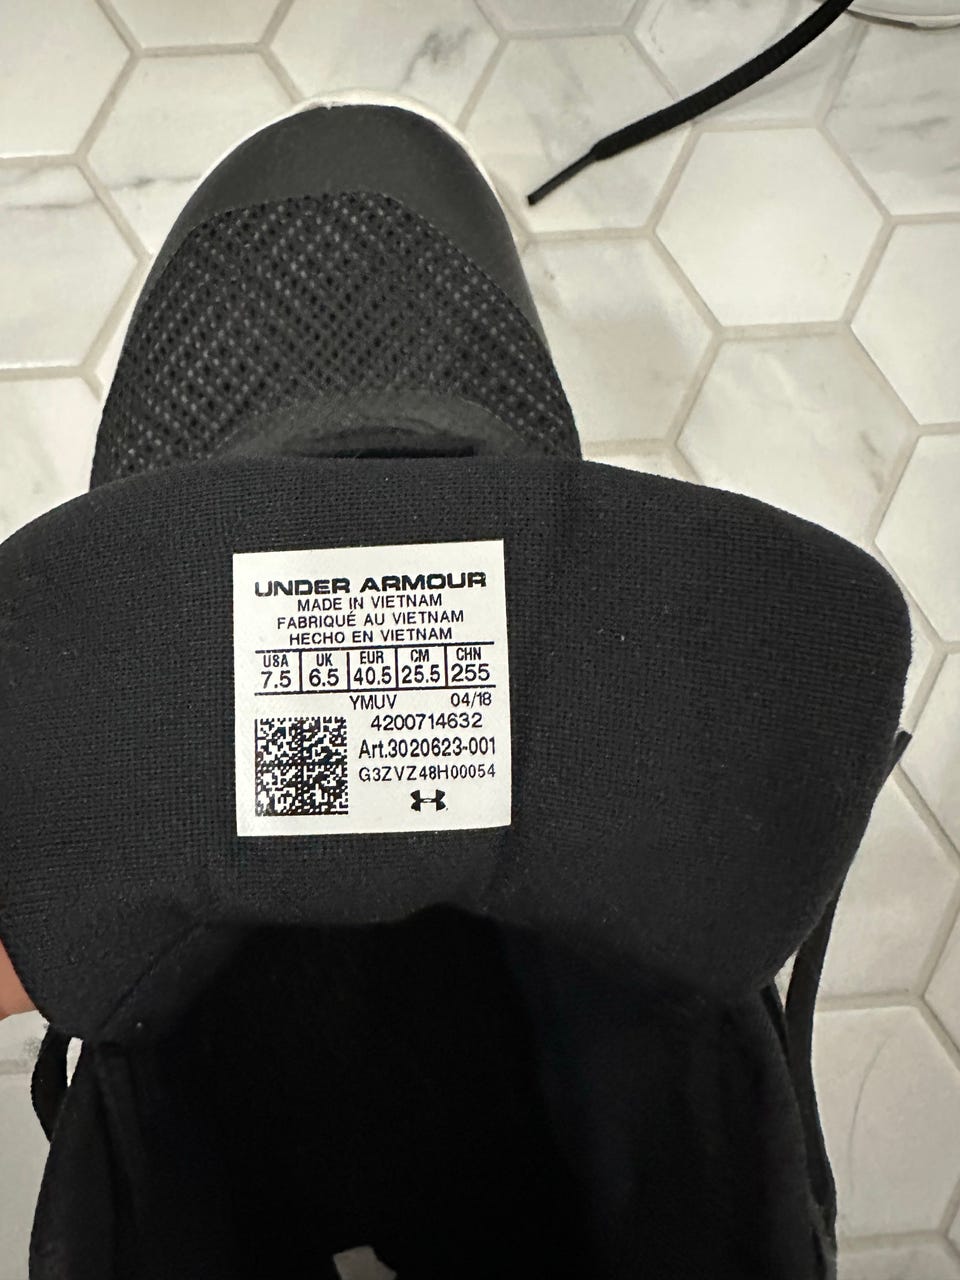 UNDER ARMOUR
MADE IN VIETNAM
FABRIQUÉ AU VIETNAM
HECHO EN VIETNAM
USA UK EUR CM CHN
7.5 6.5 40.5 25.5 255
YMUV 04/18
4200714632
Art.3020623-001
G3ZVZ48H00054